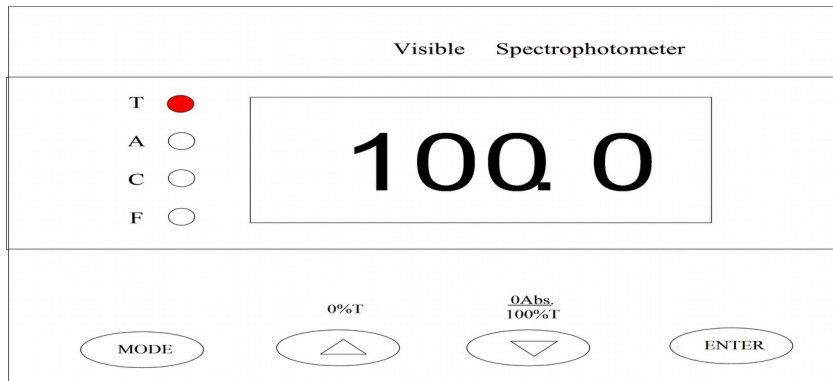 Visible Spectrophotometer
T
A
100.0
C
F
0%T
0Abs.
100%T
MODE
ENTER